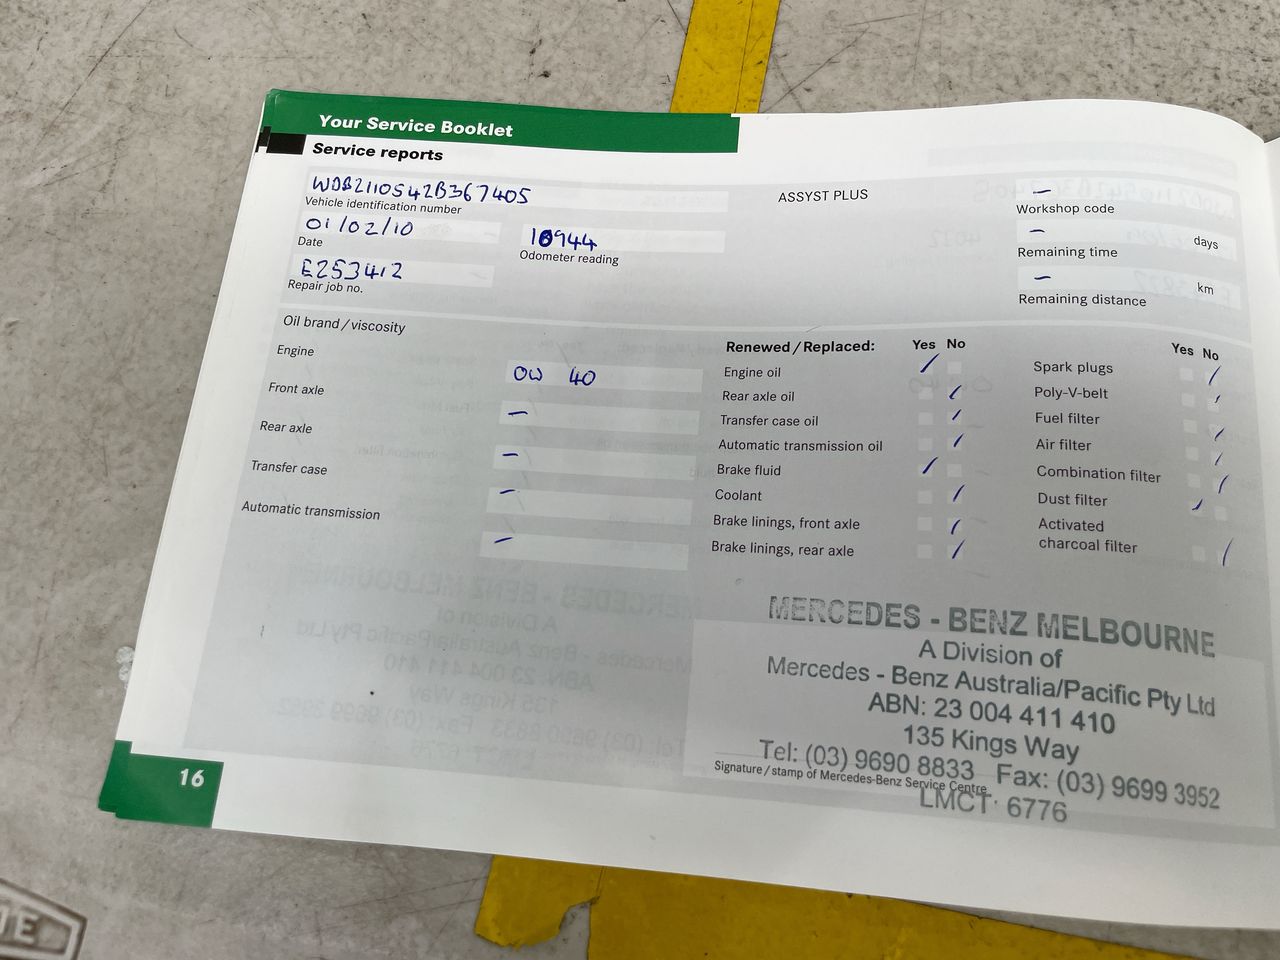 Your Service Booklet
Service reports
WDB2110542B367405
Vehicle identification number
01/02/10
Date
10944
Odometer reading
E253412
Repair job no.
ASSYST PLUS
–
Workshop code
–
days
Remaining time
–
km
Remaining distance
Oil brand / viscosity
Engine
OW 40
Front axle
–
Rear axle
–
Transfer case
–
Automatic transmission
–
Renewed / Replaced: Yes No
Engine oil
Rear axle oil
Transfer case oil
Automatic transmission oil
Brake fluid
Coolant
Brake linings, front axle
Brake linings, rear axle
Yes No
Spark plugs
Poly-V-belt
Fuel filter
Air filter
Combination filter
Dust filter
Activated
charcoal filter
MERCEDES - BENZ MELBOURNE
A Division of
Mercedes - Benz Australia/Pacific Pty Ltd
ABN: 23 004 411 410
135 Kings Way
Tel: (03) 9690 8833 Fax: (03) 9699 3952
Signature / stamp of Mercedes-Benz Service Centre
LMCT 6776
16